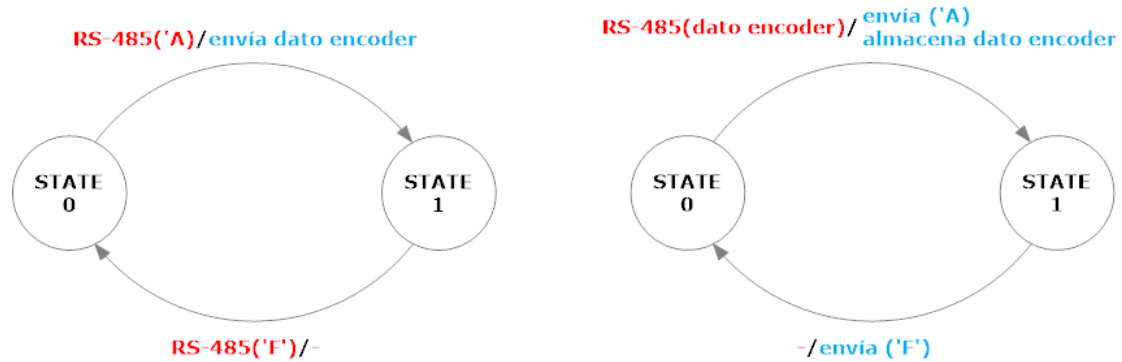 RS-485('A)/envía dato encoder
STATE
0
STATE
1
RS-485('F')/-
RS-485(dato encoder)/envía ('A)
almacena dato encoder
STATE
0
STATE
1
-/envía ('F')